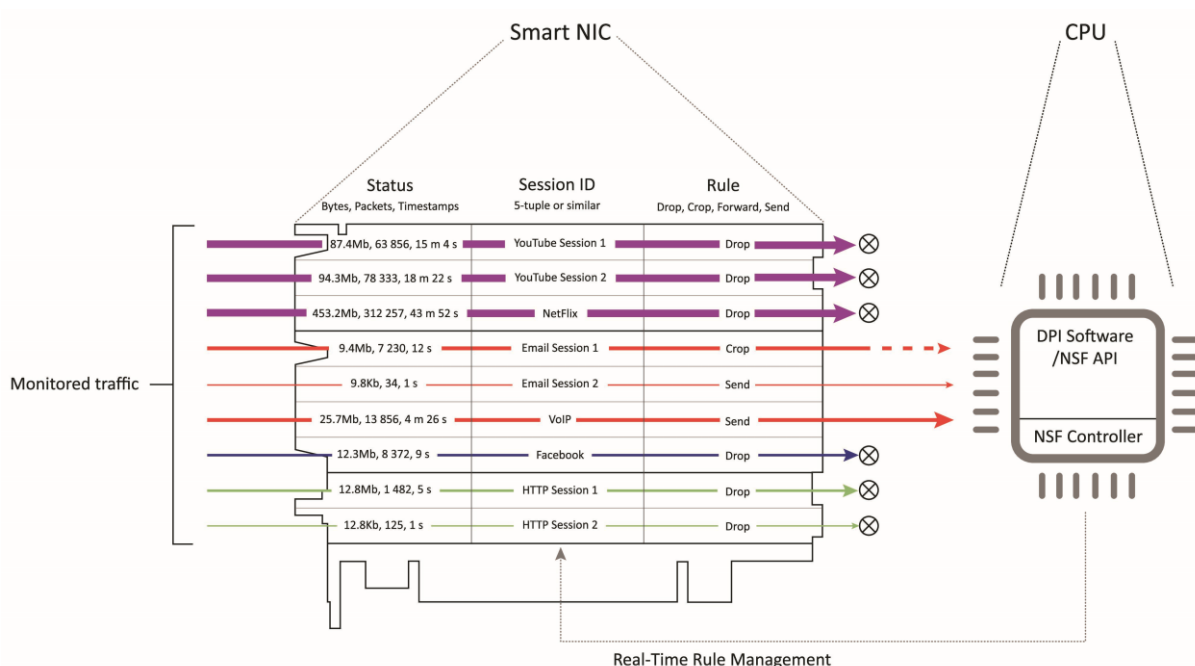 Smart NIC
CPU
Status
Session ID
Rule
Bytes, Packets, Timestamps
5-tuple or similar
Drop, Crop, Forward, Send
87.4Mb, 63 856, 15 m 4 s
YouTube Session 1
Drop
94.3Mb, 78 333, 18 m 22 s
YouTube Session 2
Drop
453.2Mb, 312 257, 43 m 52 s
NetFlix
Drop
9.4Mb, 7 230, 12 s
Email Session 1
Crop
9.8Kb, 34, 1 s
Email Session 2
Send
25.7Mb, 13 856, 4 m 26 s
VoIP
Send
12.3Mb, 8 372, 9 s
Facebook
Drop
12.8Mb, 1 482, 5 s
HTTP Session 1
Drop
12.8Kb, 125, 1 s
HTTP Session 2
Drop
Monitored traffic
DPI Software
/NSF API
NSF Controller
Real-Time Rule Management